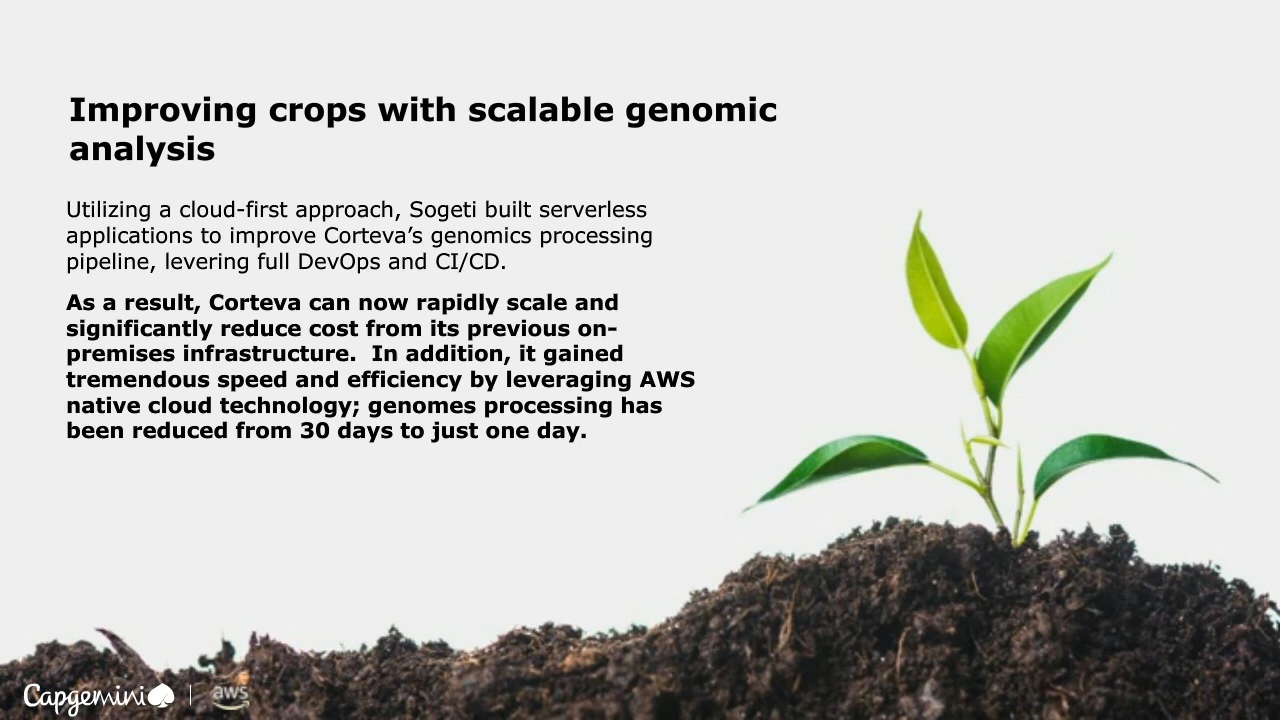 Improving crops with scalable genomic
analysis
Utilizing a cloud-first approach, Sogeti built serverless
applications to improve Corteva’s genomics processing
pipeline, levering full DevOps and CI/CD.
As a result, Corteva can now rapidly scale and
significantly reduce cost from its previous on-
premises infrastructure.  In addition, it gained
tremendous speed and efficiency by leveraging AWS
native cloud technology; genomes processing has
been reduced from 30 days to just one day.
Capgemini | aws